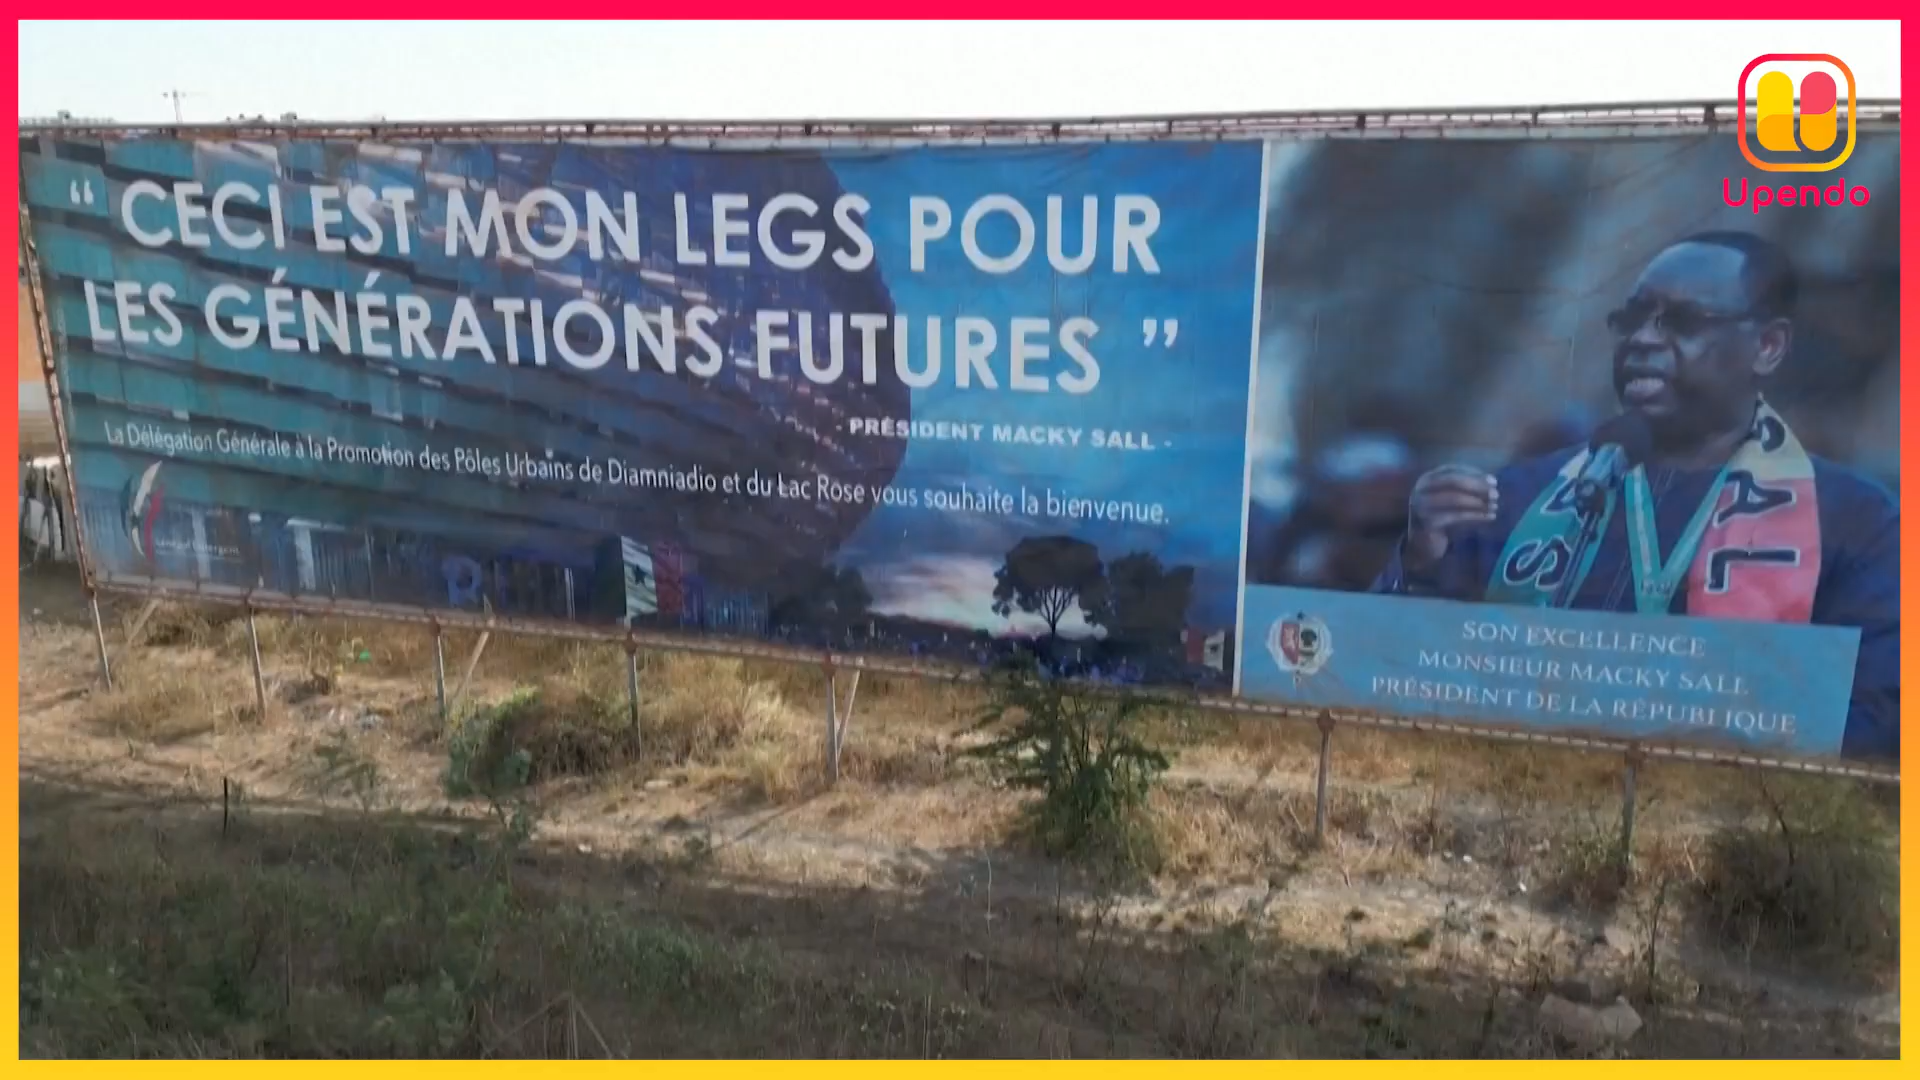 “ CECI EST MON LEGS POUR
LES GÉNÉRATIONS FUTURES ”
- PRÉSIDENT MACKY SALL -
La Délégation Générale à la Promotion des Pôles Urbains de Diamniadio et du Lac Rose vous souhaite la bienvenue.
SON EXCELLENCE
MONSIEUR MACKY SALL
PRÉSIDENT DE LA RÉPUBLIQUE
Upendo